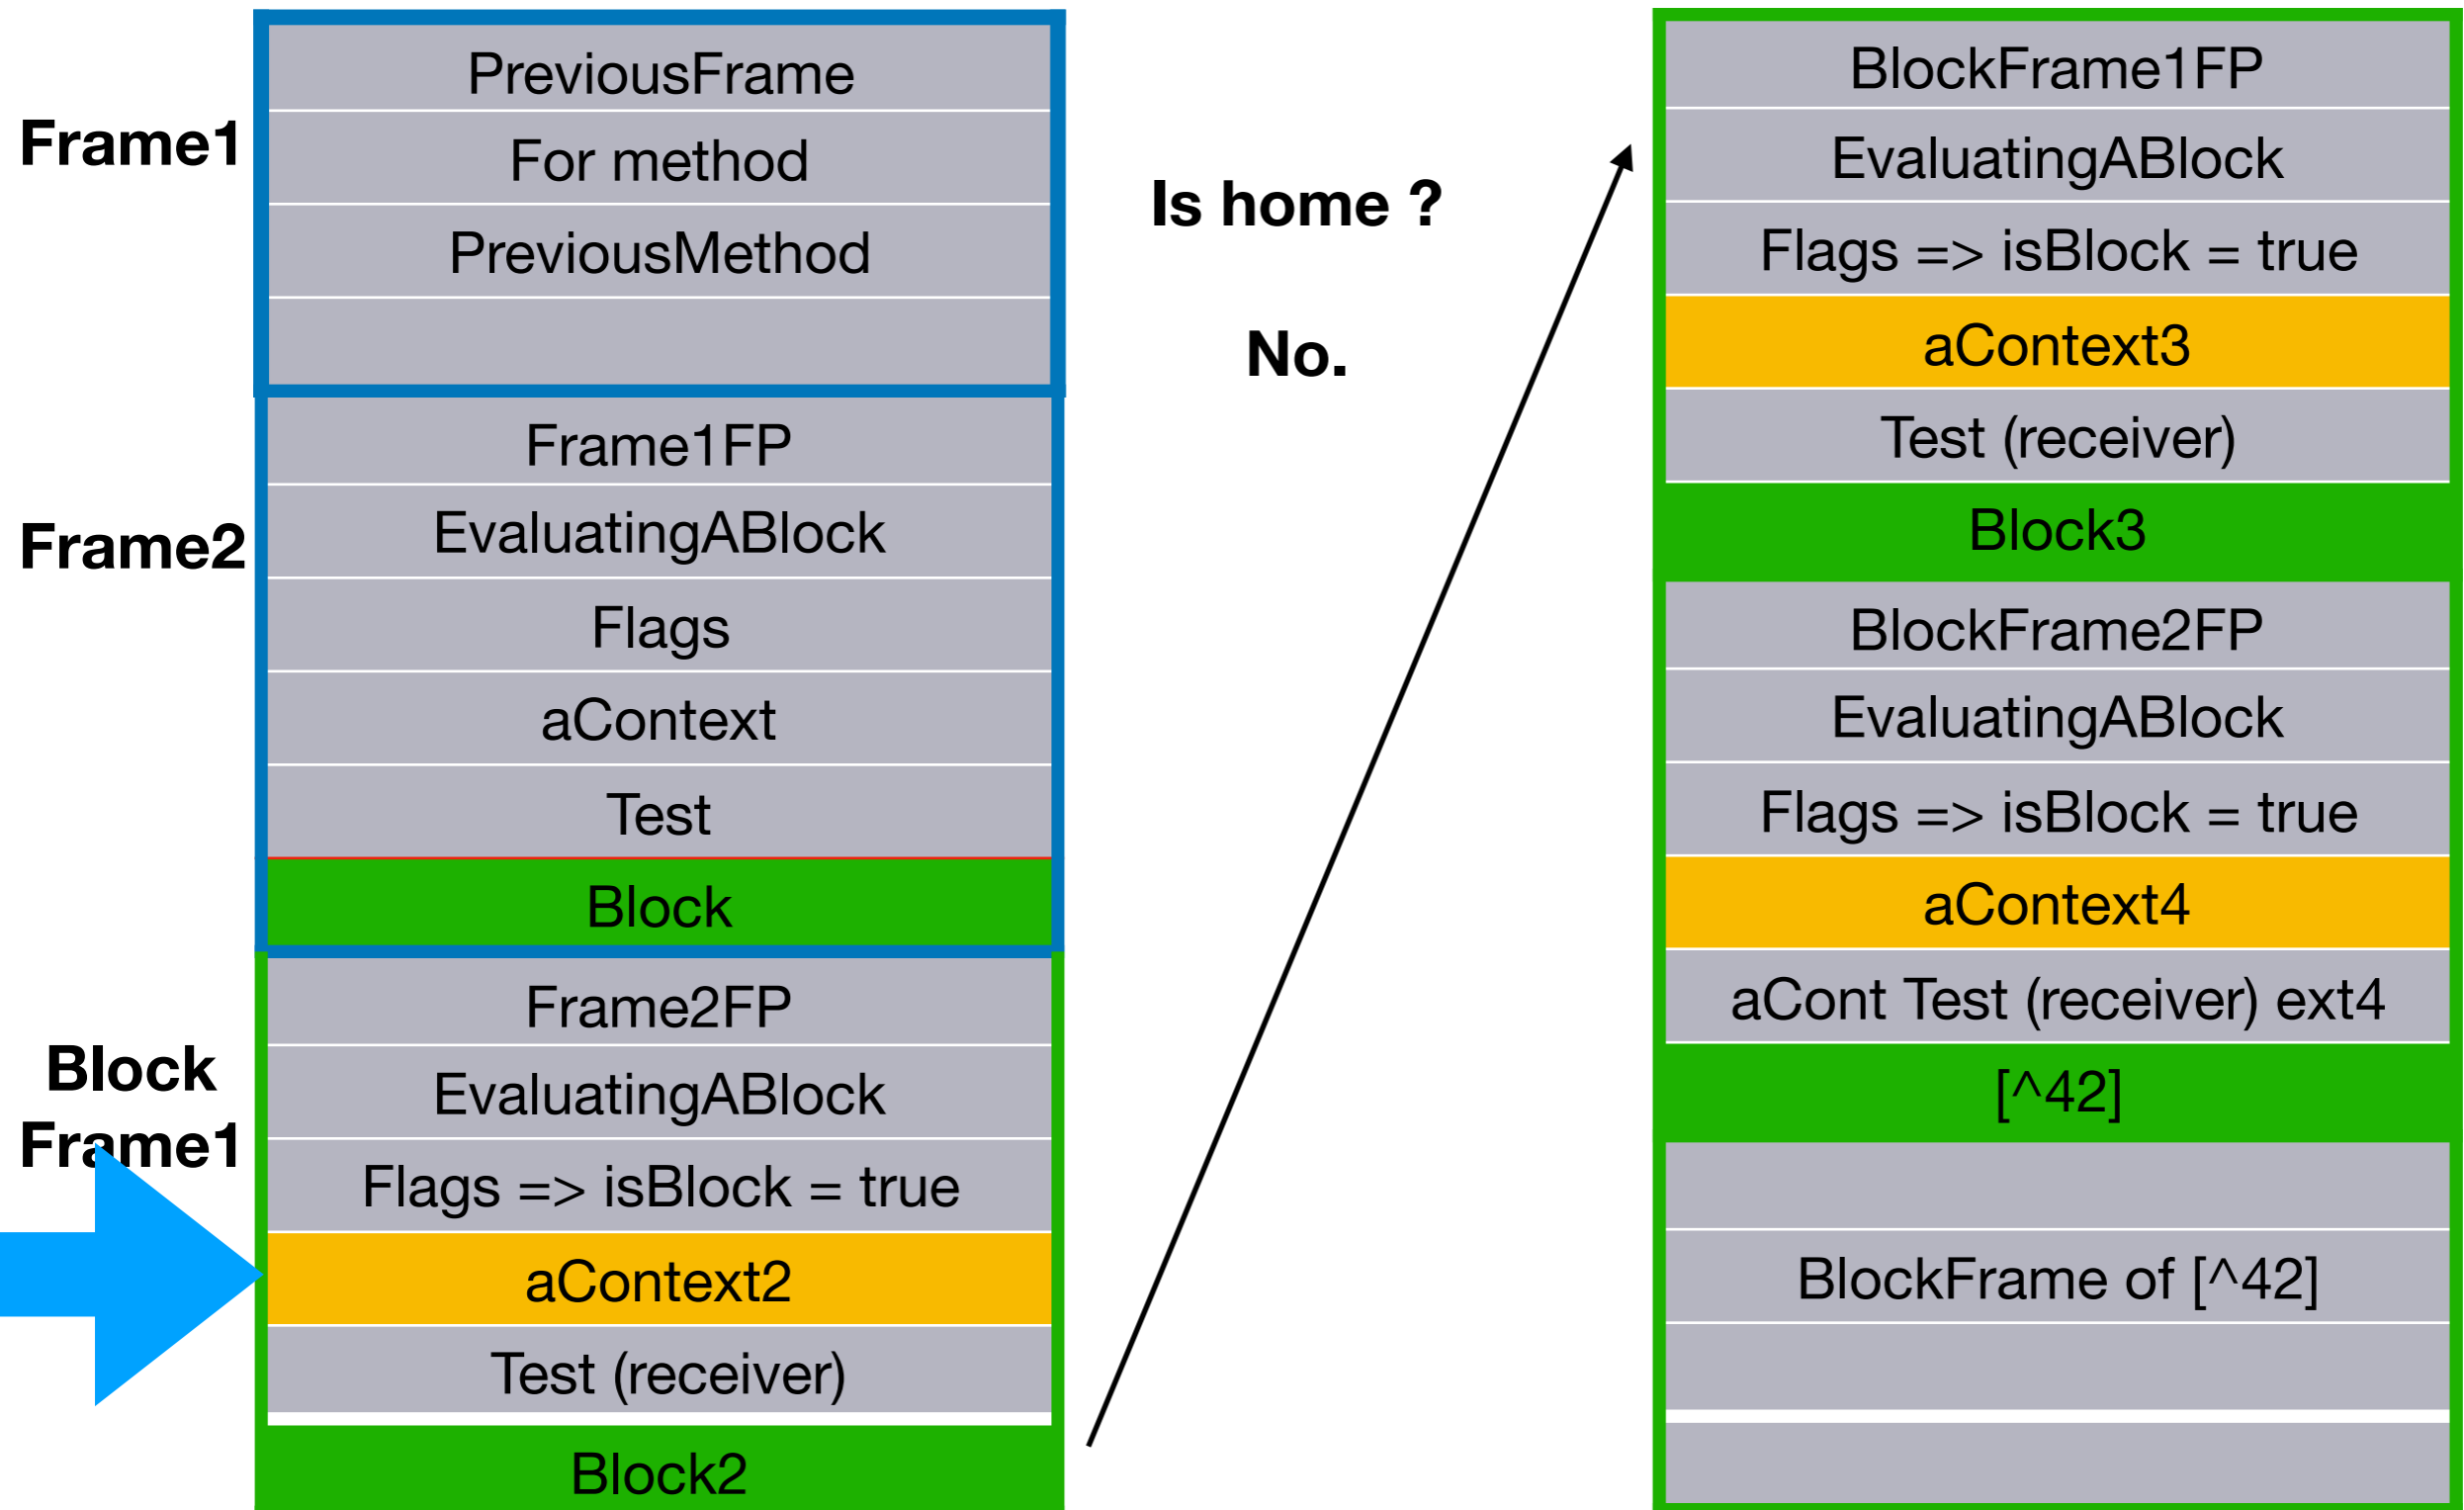 Frame1
PreviousFrame
For method
PreviousMethod
Frame2
Frame1FP
EvaluatingABlock
Flags
aContext
Test
Block
Block
Frame1
Frame2FP
EvaluatingABlock
Flags => isBlock = true
aContext2
Test (receiver)
Block2
Is home ?
No.
BlockFrame1FP
EvaluatingABlock
Flags => isBlock = true
aContext3
Test (receiver)
Block3
BlockFrame2FP
EvaluatingABlock
Flags => isBlock = true
aContext4
aCont Test (receiver) ext4
[^42]
BlockFrame of [^42]